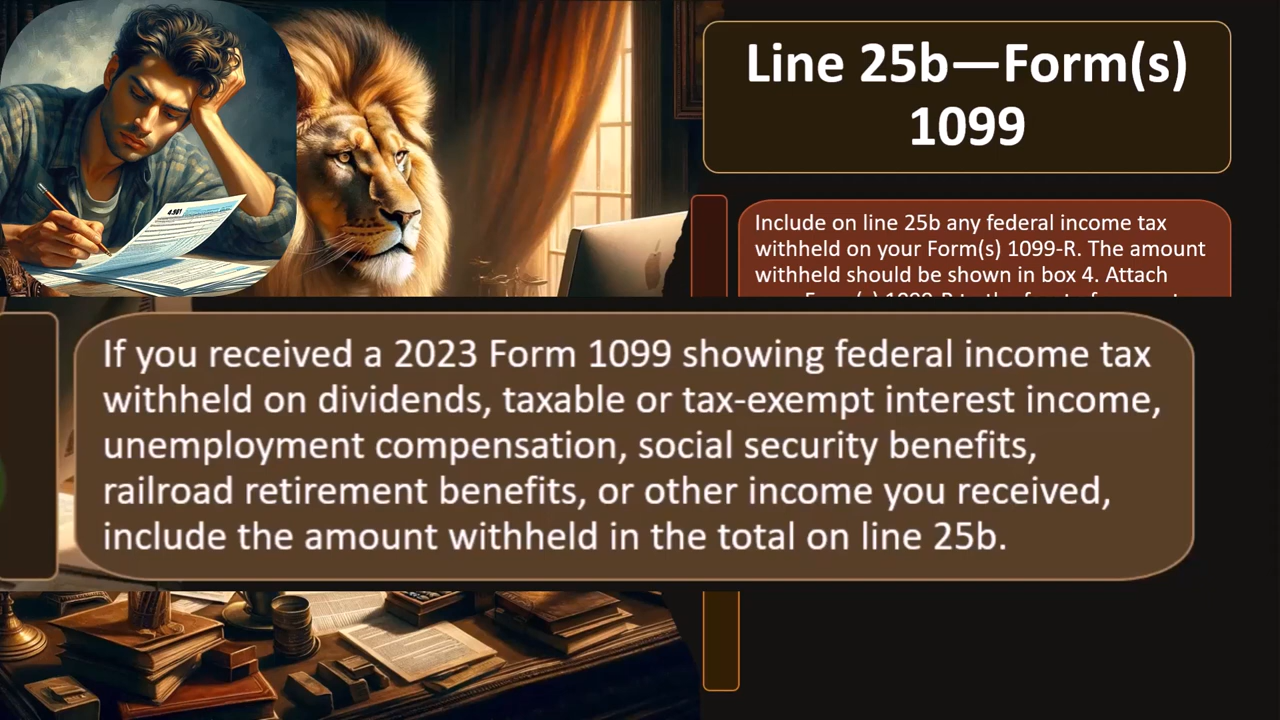 Line 25b—Form(s)
1099
Include on line 25b any federal income tax
withheld on your Form(s) 1099-R. The amount
withheld should be shown in box 4. Attach
If you received a 2023 Form 1099 showing federal income tax
withheld on dividends, taxable or tax-exempt interest income,
unemployment compensation, social security benefits,
railroad retirement benefits, or other income you received,
include the amount withheld in the total on line 25b.